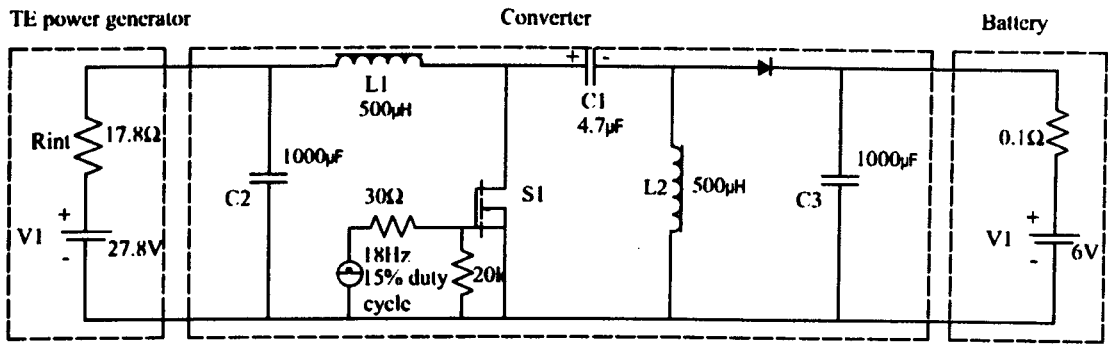 TE power generator
Converter
Battery
L1
500µH
+ -
C1
4.7µF
Rint
17.8Ω
1000µF
C2
30Ω
S1
L2
500µH
1000µF
C3
0.1Ω
+
V1
27.8V
-
18Hz
15% duty
cycle
20k
+
V1
6V
-